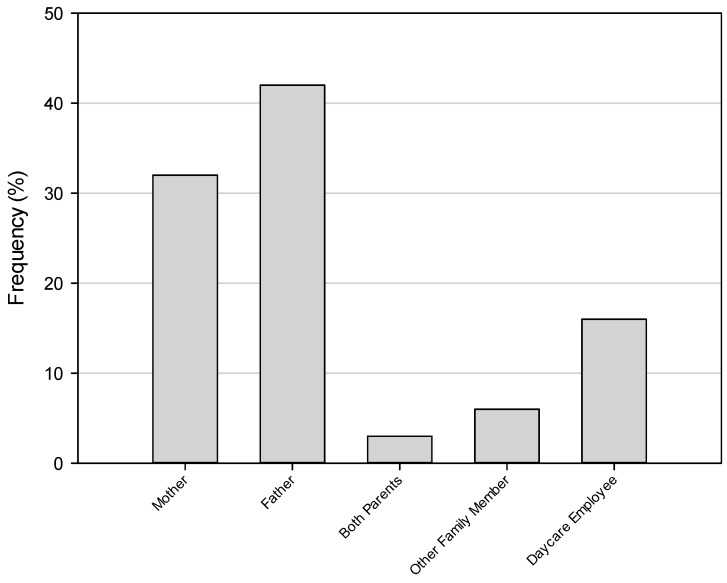 50
40
30
20
10
0
Frequency (%)
Mother
Father
Both Parents
Other Family Member
Daycare Employee